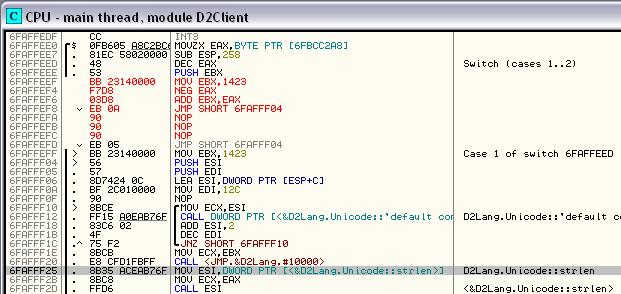 C CPU - main thread, module D2Client
6FAFFEDF CC INT3
6FAFFEE0 0FB605 A8C2BC MOVZX EAX,BYTE PTR [6FBCC2A8]
6FAFFEE7 81EC 58020000 SUB ESP,258
6FAFFEED 48 DEC EAX Switch (cases 1..2)
6FAFFEEE 53 PUSH EBX
6FAFFEEF BB 23140000 MOV EBX,1423
6FAFFEF4 F7D8 NEG EAX
6FAFFEF6 03D8 ADD EBX,EAX
6FAFFEF8 EB 0A JMP SHORT 6FAFFF04
6FAFFEFA 90 NOP
6FAFFEFB 90 NOP
6FAFFEFC 90 NOP
6FAFFEFD EB 05 JMP SHORT 6FAFFF04
6FAFFEFF BB 23140000 MOV EBX,1423 Case 1 of switch 6FAFFEED
6FAFFF04 56 PUSH ESI
6FAFFF05 57 PUSH EDI
6FAFFF06 8D7424 0C LEA ESI,DWORD PTR [ESP+C]
6FAFFF0A BF 2C010000 MOV EDI,12C
6FAFFF0F 90 NOP
6FAFFF10 8BCE MOV ECX,ESI
6FAFFF12 FF15 A0EAB76F CALL DWORD PTR [<&D2Lang.Unicode::'default con D2Lang.Unicode::'default co
6FAFFF18 83C6 02 ADD ESI,2
6FAFFF1B 4F DEC EDI
6FAFFF1C 75 F2 JNZ SHORT 6FAFFF10
6FAFFF1E 8BCB MOV ECX,EBX
6FAFFF20 E8 CFD1FBFF CALL <JMP.&D2Lang.#10000>
6FAFFF25 8B35 ACEAB76F MOV ESI,DWORD PTR [<&D2Lang.Unicode::strlen>] D2Lang.Unicode::strlen
6FAFFF2B 8BC8 MOV ECX,EAX
6FAFFF2D FFD6 CALL ESI <&D2Lang.Unicode::strlen>